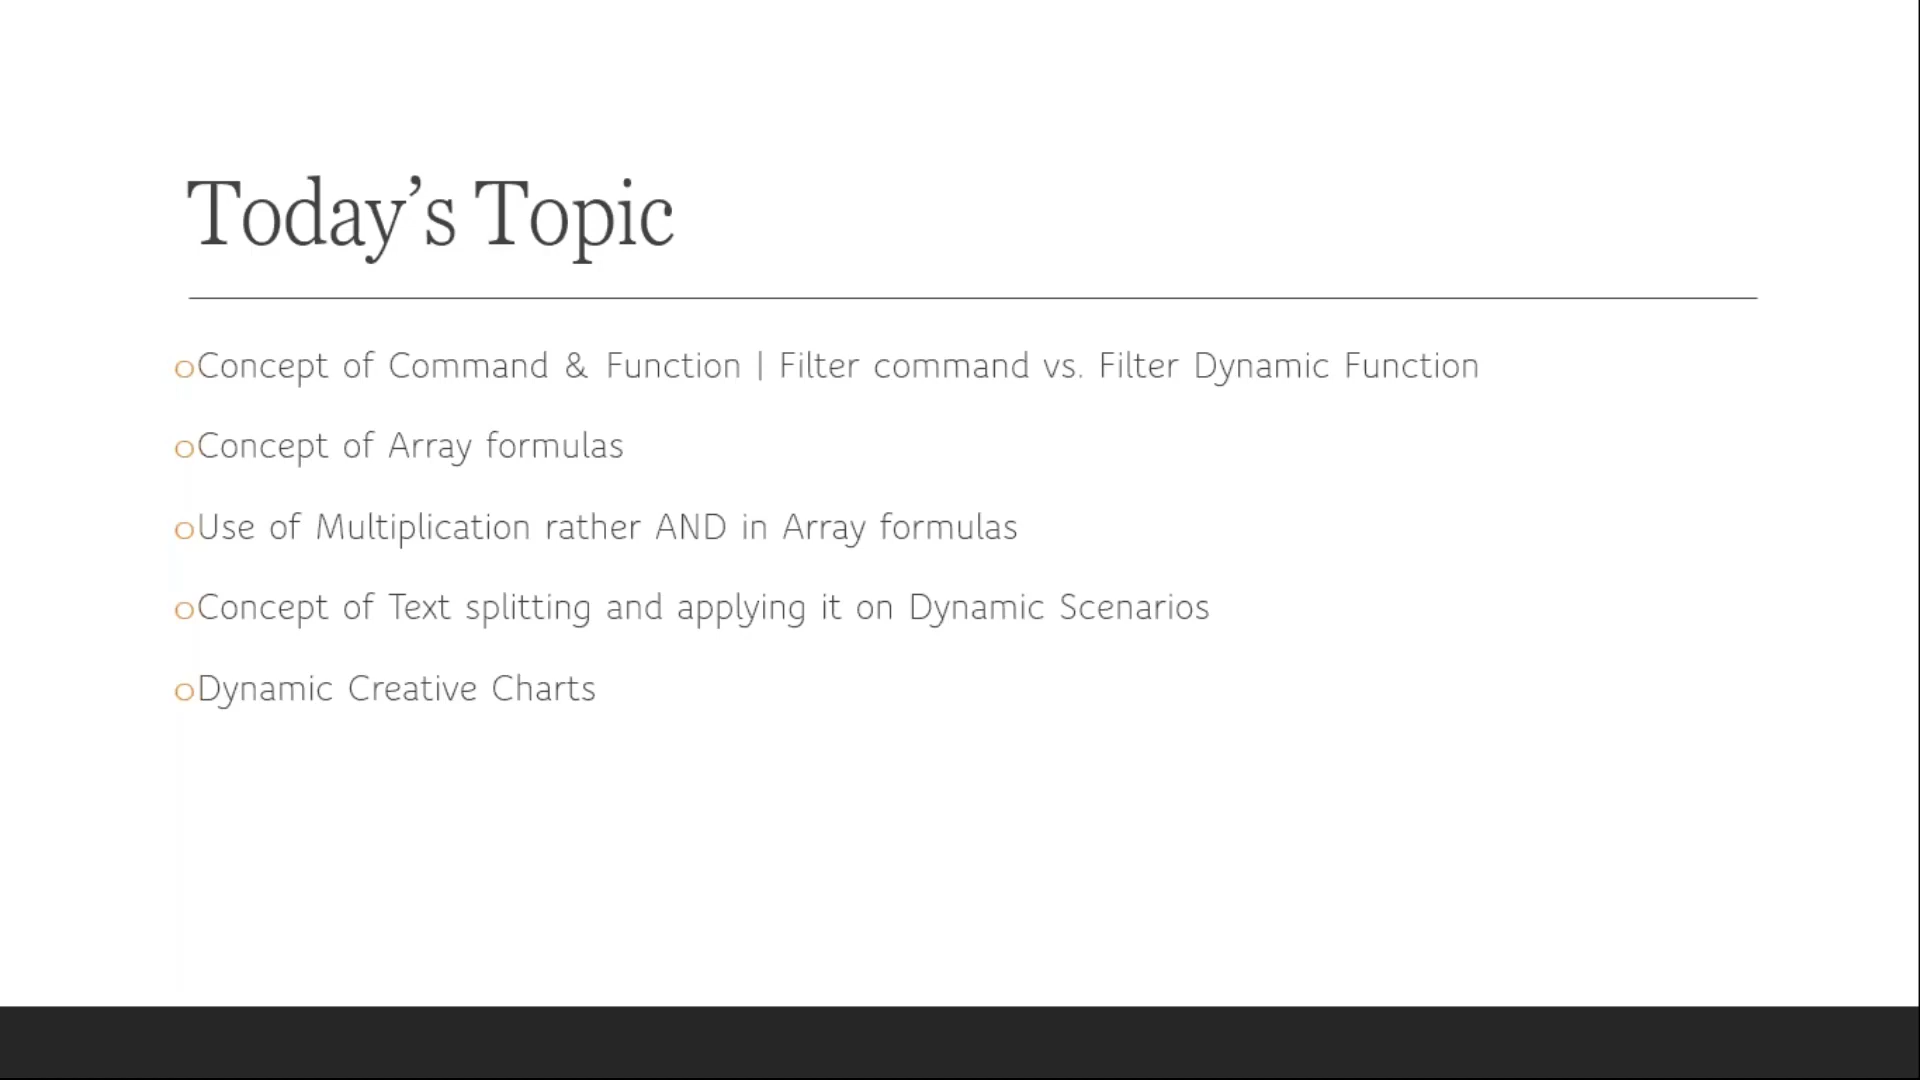 Today’s Topic
oConcept of Command & Function | Filter command vs. Filter Dynamic Function
oConcept of Array formulas
oUse of Multiplication rather AND in Array formulas
oConcept of Text splitting and applying it on Dynamic Scenarios
oDynamic Creative Charts